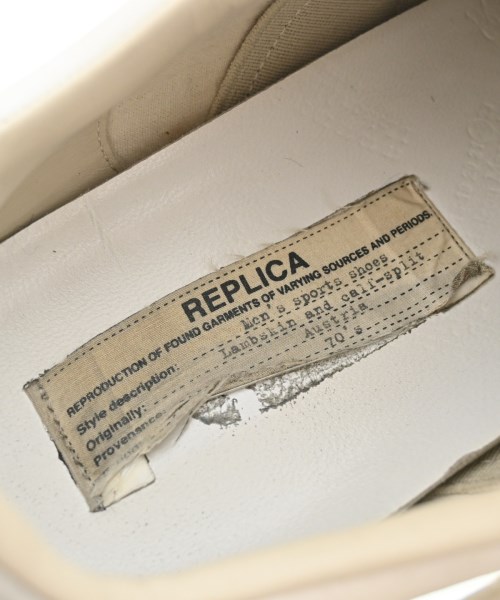 REPLICA
REPRODUCTION OF FOUND GARMENTS OF VARYING SOURCES AND PERIODS.
Style description: Men's sports shoes
Originally: Lambskin and calf-split
Provenance: Austria
70's